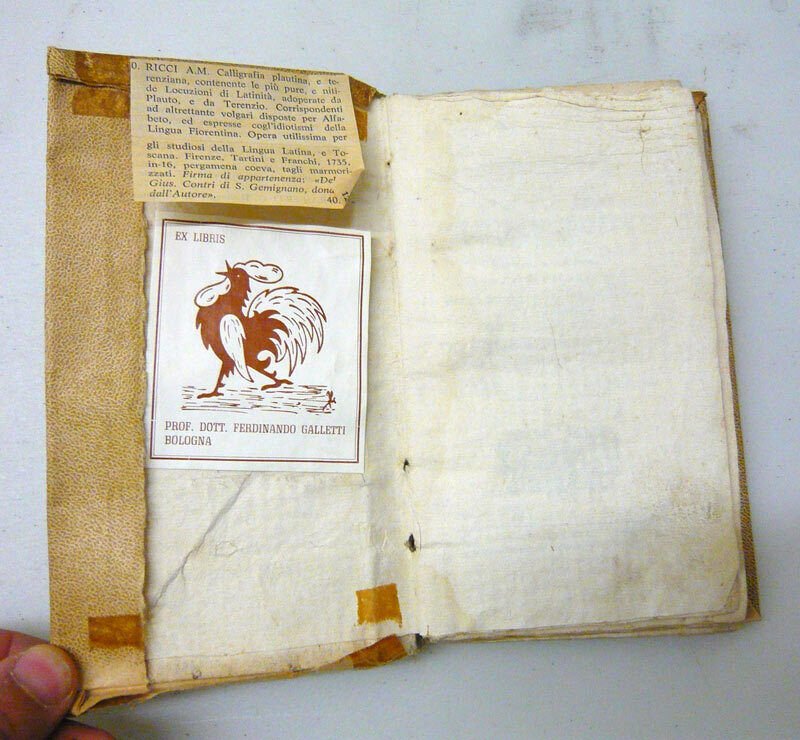 0. RICCI A.M. Calligrafia plautina, e te-
renziana, contenente le più pure, e niti-
de Locuzioni di Latinità, adoperate da
Plauto, e da Terenzio. Corrispondenti
ad altrettante volgari disposte per Alfa-
beto, ed espresse cogl'idiotismi della
Lingua Fiorentina. Opera utilissima per
gli studiosi della Lingua Latina, e To-
scana. Firenze, Tartini e Franchi, 1735,
in-16, pergamena coeva, tagli marmoriz-
zati. Firma di appartenenza: «Del
Gius. Contri di S. Gemignano, dono
dall'Autore».
40.
EX LIBRIS
PROF. DOTT. FERDINANDO GALLETTI
BOLOGNA